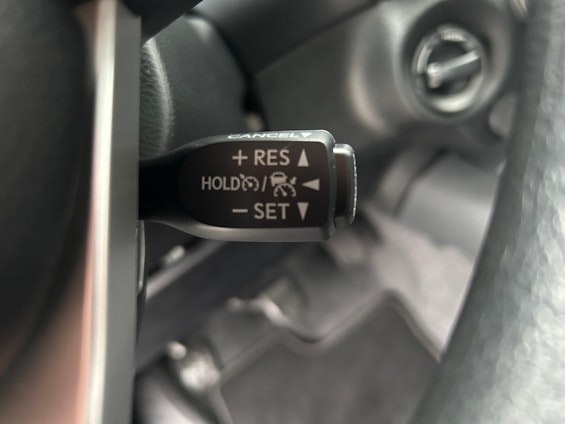 CANCEL▼
+ RES ▲
HOLD / ◄
− SET ▼